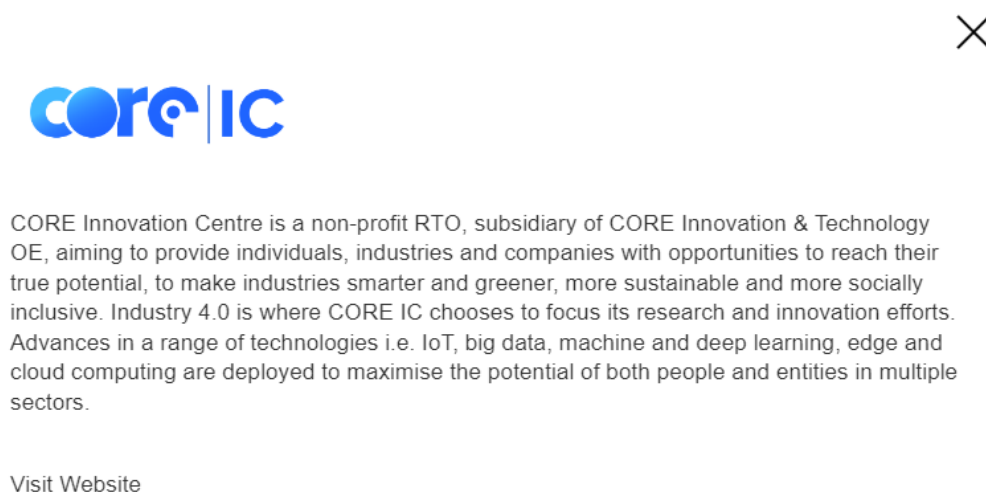 core IC
CORE Innovation Centre is a non-profit RTO, subsidiary of CORE Innovation & Technology
OE, aiming to provide individuals, industries and companies with opportunities to reach their
true potential, to make industries smarter and greener, more sustainable and more socially
inclusive. Industry 4.0 is where CORE IC chooses to focus its research and innovation efforts.
Advances in a range of technologies i.e. IoT, big data, machine and deep learning, edge and
cloud computing are deployed to maximise the potential of both people and entities in multiple
sectors.
Visit Website